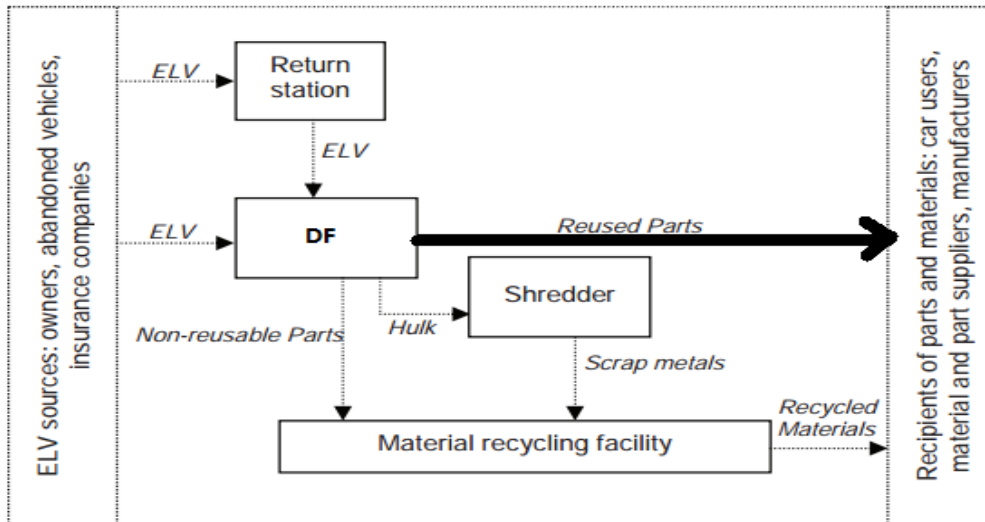 ELV sources: owners, abandoned vehicles,
insurance companies
ELV
Return
station
ELV
ELV
DF
Reused Parts
Shredder
Non-reusable Parts
Hulk
Scrap metals
Material recycling facility
Recycled
Materials
Recipients of parts and materials: car users,
material and part suppliers, manufacturers